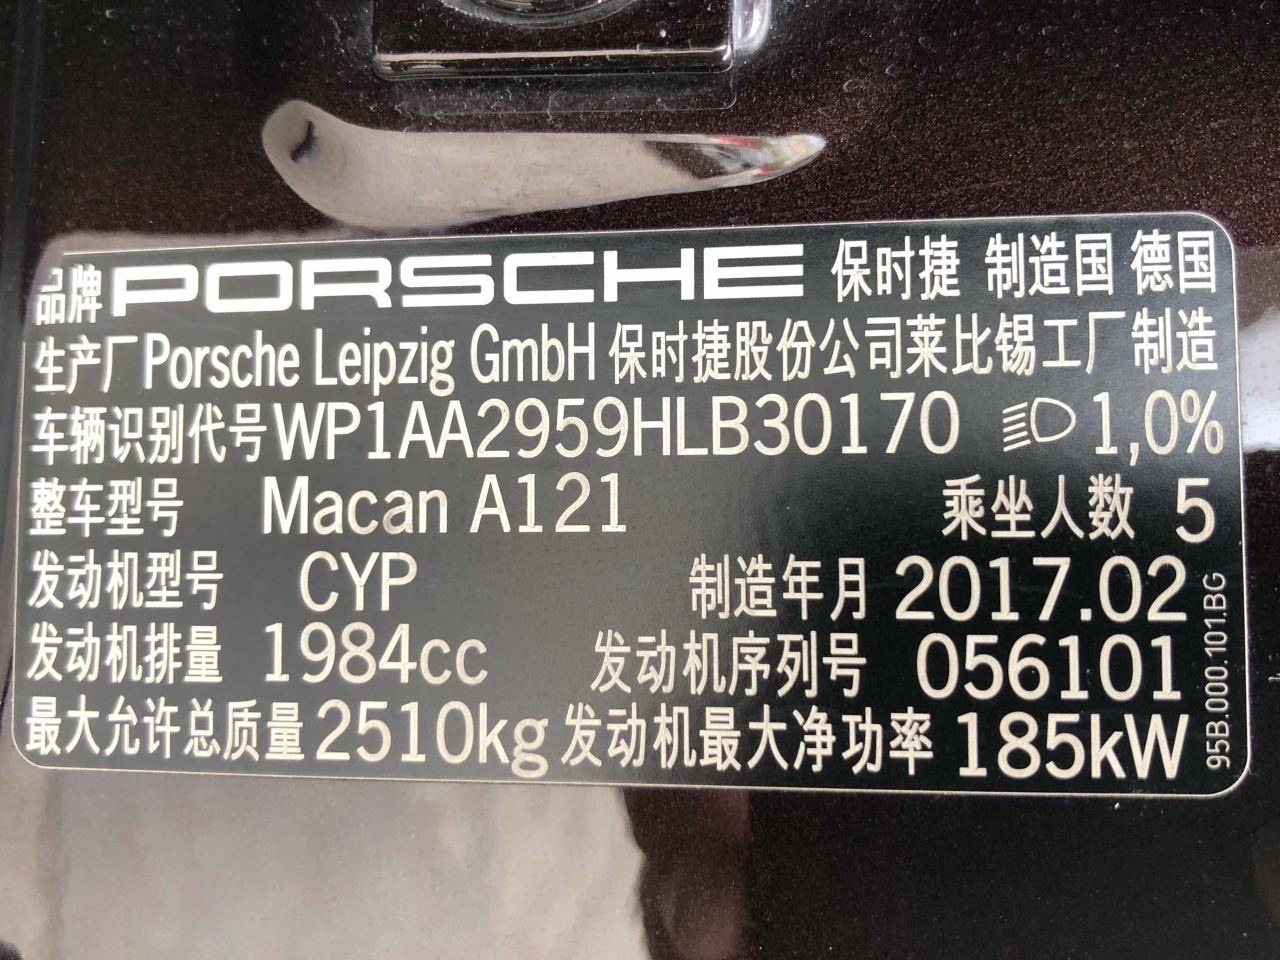 品牌 PORSCHE 保时捷 制造国 德国
生产厂 Porsche Leipzig GmbH 保时捷股份公司莱比锡工厂 制造
车辆识别代号 WP1AA2959HLB30170 1,0%
整车型号 Macan A121 乘坐人数 5
发动机型号 CYP 制造年月 2017.02
发动机排量 1984cc 发动机序列号 056101
最大允许总质量 2510kg 发动机最大净功率 185kW
95B.000.101.BG